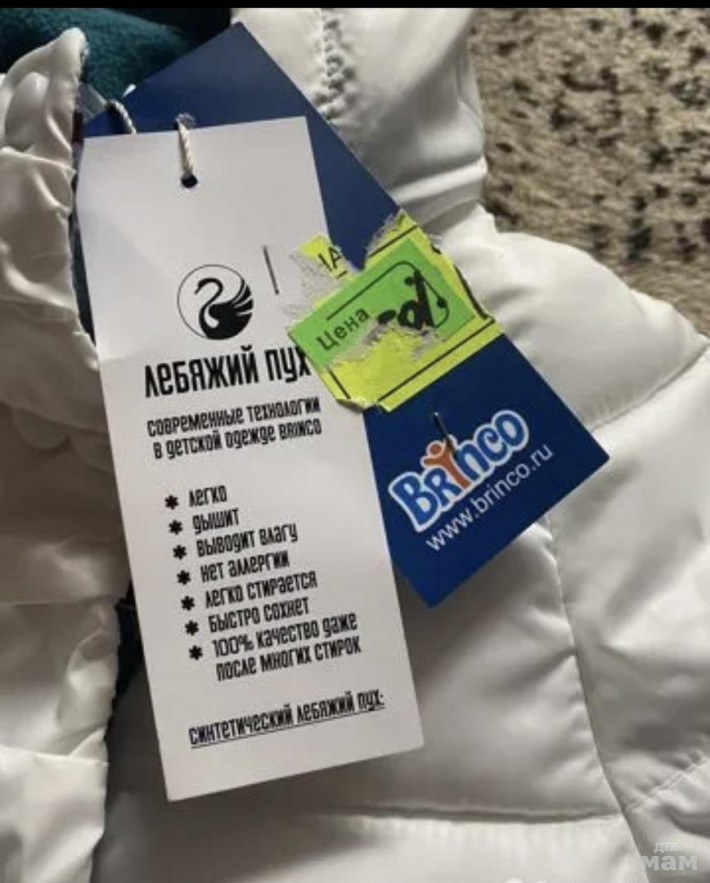 ЛЕБЯЖИЙ ПУХ
СОВРЕМЕННЫЕ ТЕХНОЛОГИИ
В ДЕТСКОЙ ОДЕЖДЕ BRINCO
* ЛЕГКО
* ДЫШИТ
* ВЫВОДИТ ВЛАГУ
* НЕТ АЛЛЕРГИИ
* ЛЕГКО СТИРАЕТСЯ
* БЫСТРО СОХНЕТ
* 100% КАЧЕСТВО ДАЖЕ
ПОСЛЕ МНОГИХ СТИРОК
СИНТЕТИЧЕСКИЙ ЛЕБЯЖИЙ ПУХ:
Цена
Brinco
www.brinco.ru
для
мам